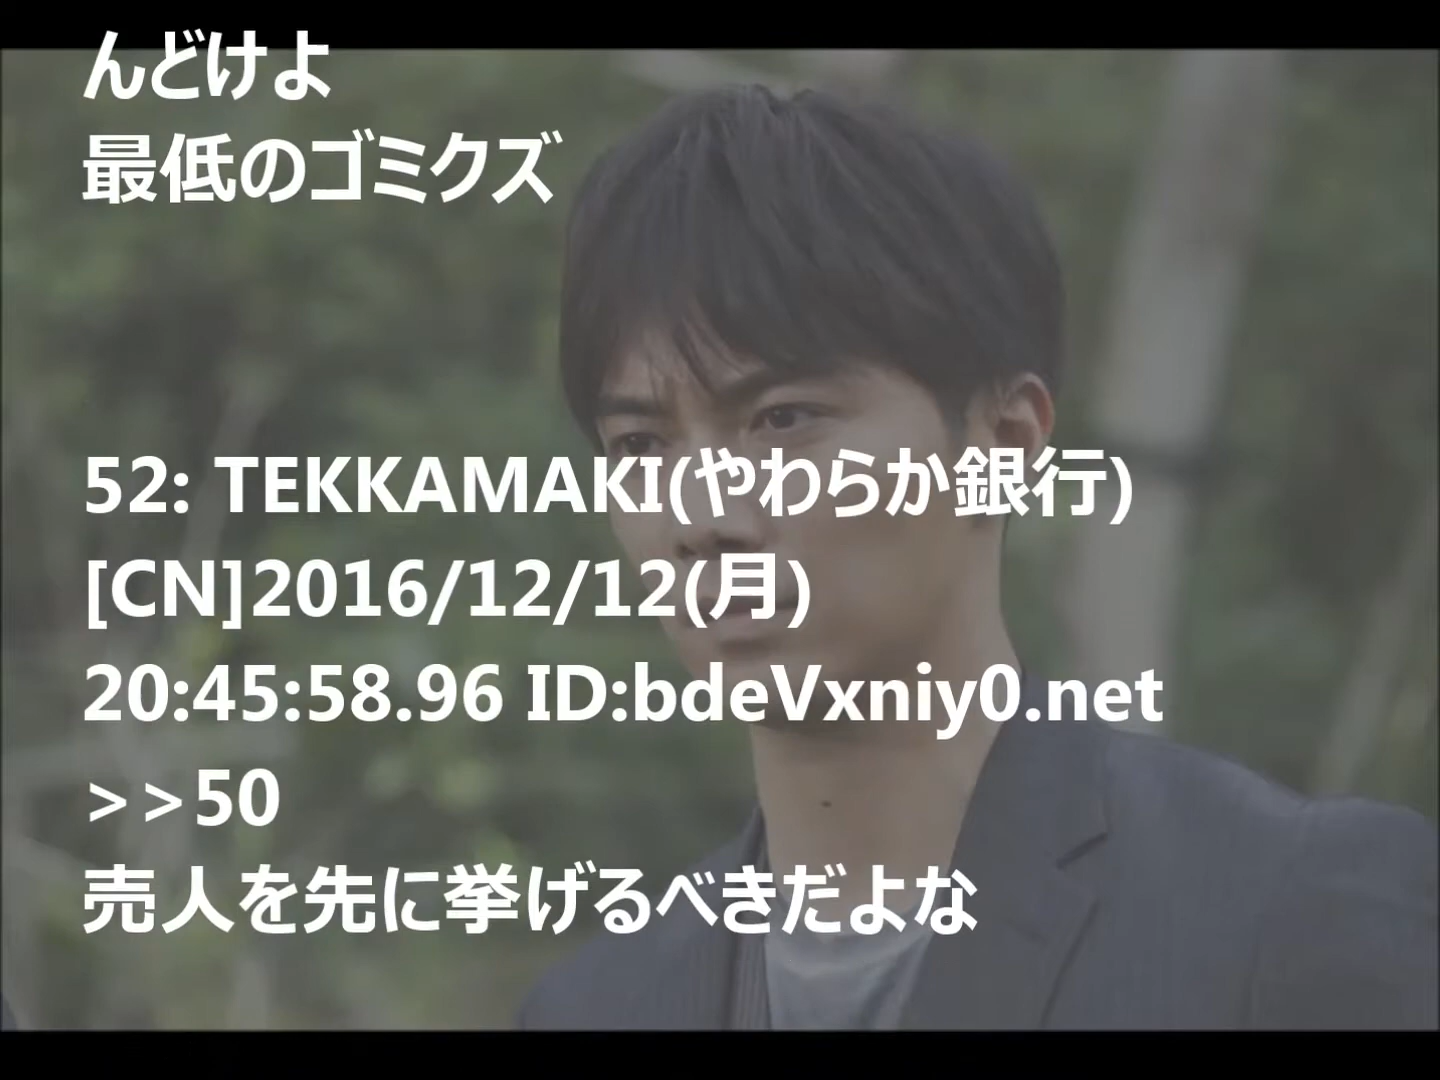 んどけよ
最低のゴミクズ
52: TEKKAMAKI(やわらか銀行)
[CN]2016/12/12(月)
20:45:58.96 ID:bdeVxniy0.net
>>50
売人を先に挙げるべきだよな